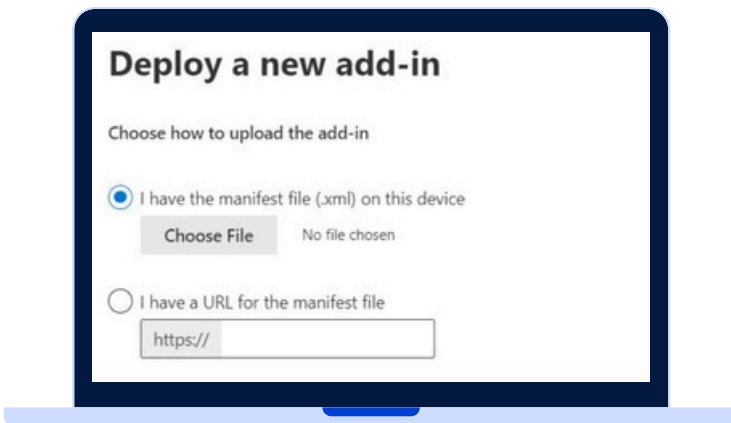 Deploy a new add-in
Choose how to upload the add-in
I have the manifest file (.xml) on this device
Choose File No file chosen
I have a URL for the manifest file
https://